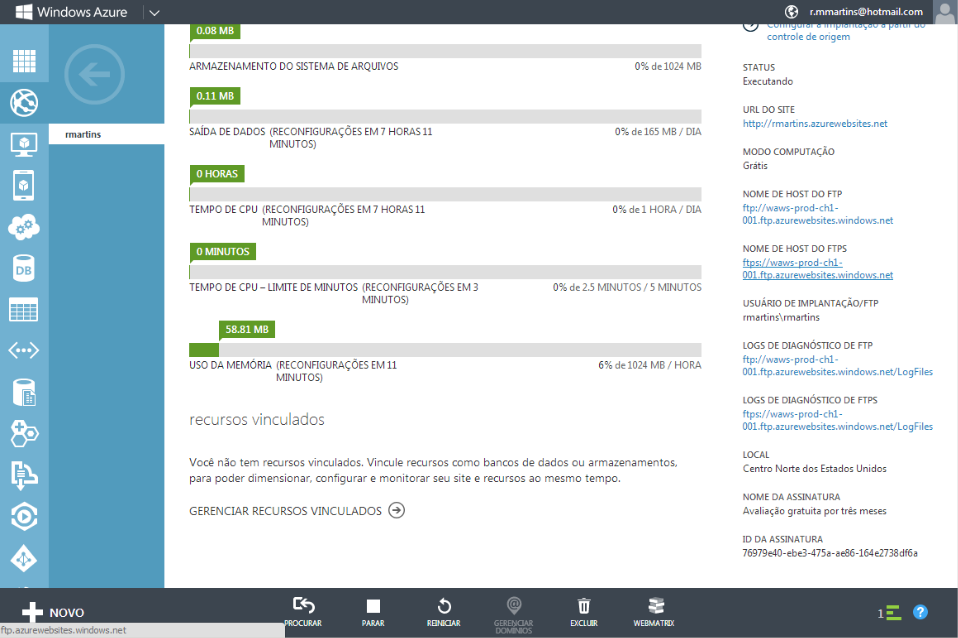 Windows Azure
r.mmartins@hotmail.com
rmartins
0.08 MB
ARMAZENAMENTO DO SISTEMA DE ARQUIVOS
0% de 1024 MB
0.11 MB
SAÍDA DE DADOS (RECONFIGURAÇÕES EM 7 HORAS 11
MINUTOS)
0% de 165 MB / DIA
0 HORAS
TEMPO DE CPU (RECONFIGURAÇÕES EM 7 HORAS 11
MINUTOS)
0% de 1 HORA / DIA
0 MINUTOS
TEMPO DE CPU – LIMITE DE MINUTOS (RECONFIGURAÇÕES EM 3
MINUTOS)
0% de 2.5 MINUTOS / 5 MINUTOS
58.81 MB
USO DA MEMÓRIA (RECONFIGURAÇÕES EM 11
MINUTOS)
6% de 1024 MB / HORA
recursos vinculados
Você não tem recursos vinculados. Vincule recursos como bancos de dados ou armazenamentos,
para poder dimensionar, configurar e monitorar seu site e recursos ao mesmo tempo.
GERENCIAR RECURSOS VINCULADOS
Configurar a implantação a partir do
controle de origem
STATUS
Executando
URL DO SITE
http://rmartins.azurewebsites.net
MODO COMPUTAÇÃO
Grátis
NOME DE HOST DO FTP
ftp://waws-prod-ch1-
001.ftp.azurewebsites.windows.net
NOME DE HOST DO FTPS
ftps://waws-prod-ch1-
001.ftp.azurewebsites.windows.net
USUÁRIO DE IMPLANTAÇÃO/FTP
rmartins\rmartins
LOGS DE DIAGNÓSTICO DE FTP
ftp://waws-prod-ch1-
001.ftp.azurewebsites.windows.net/LogFiles
LOGS DE DIAGNÓSTICO DE FTPS
ftps://waws-prod-ch1-
001.ftp.azurewebsites.windows.net/LogFiles
LOCAL
Centro Norte dos Estados Unidos
NOME DA ASSINATURA
Avaliação gratuita por três meses
ID DA ASSINATURA
76979e40-ebe3-475a-ae86-164e2738df6a
DB
NOVO
PROCURAR
PARAR
REINICIAR
GERENCIAR
DOMÍNIOS
EXCLUIR
WEBMATRIX
1
?
ftp.azurewebsites.windows.net